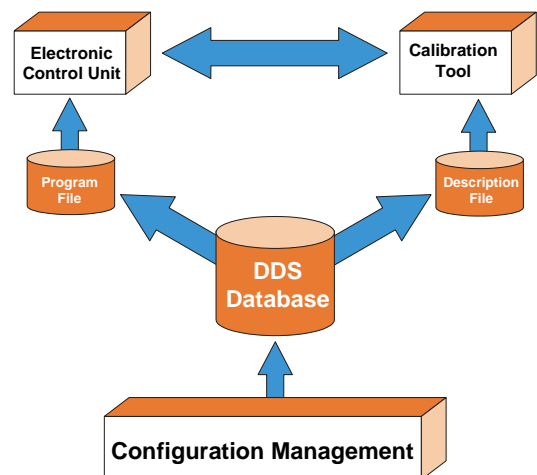 Electronic
Control Unit
Calibration
Tool
Program
File
Description
File
DDS
Database
Configuration Management